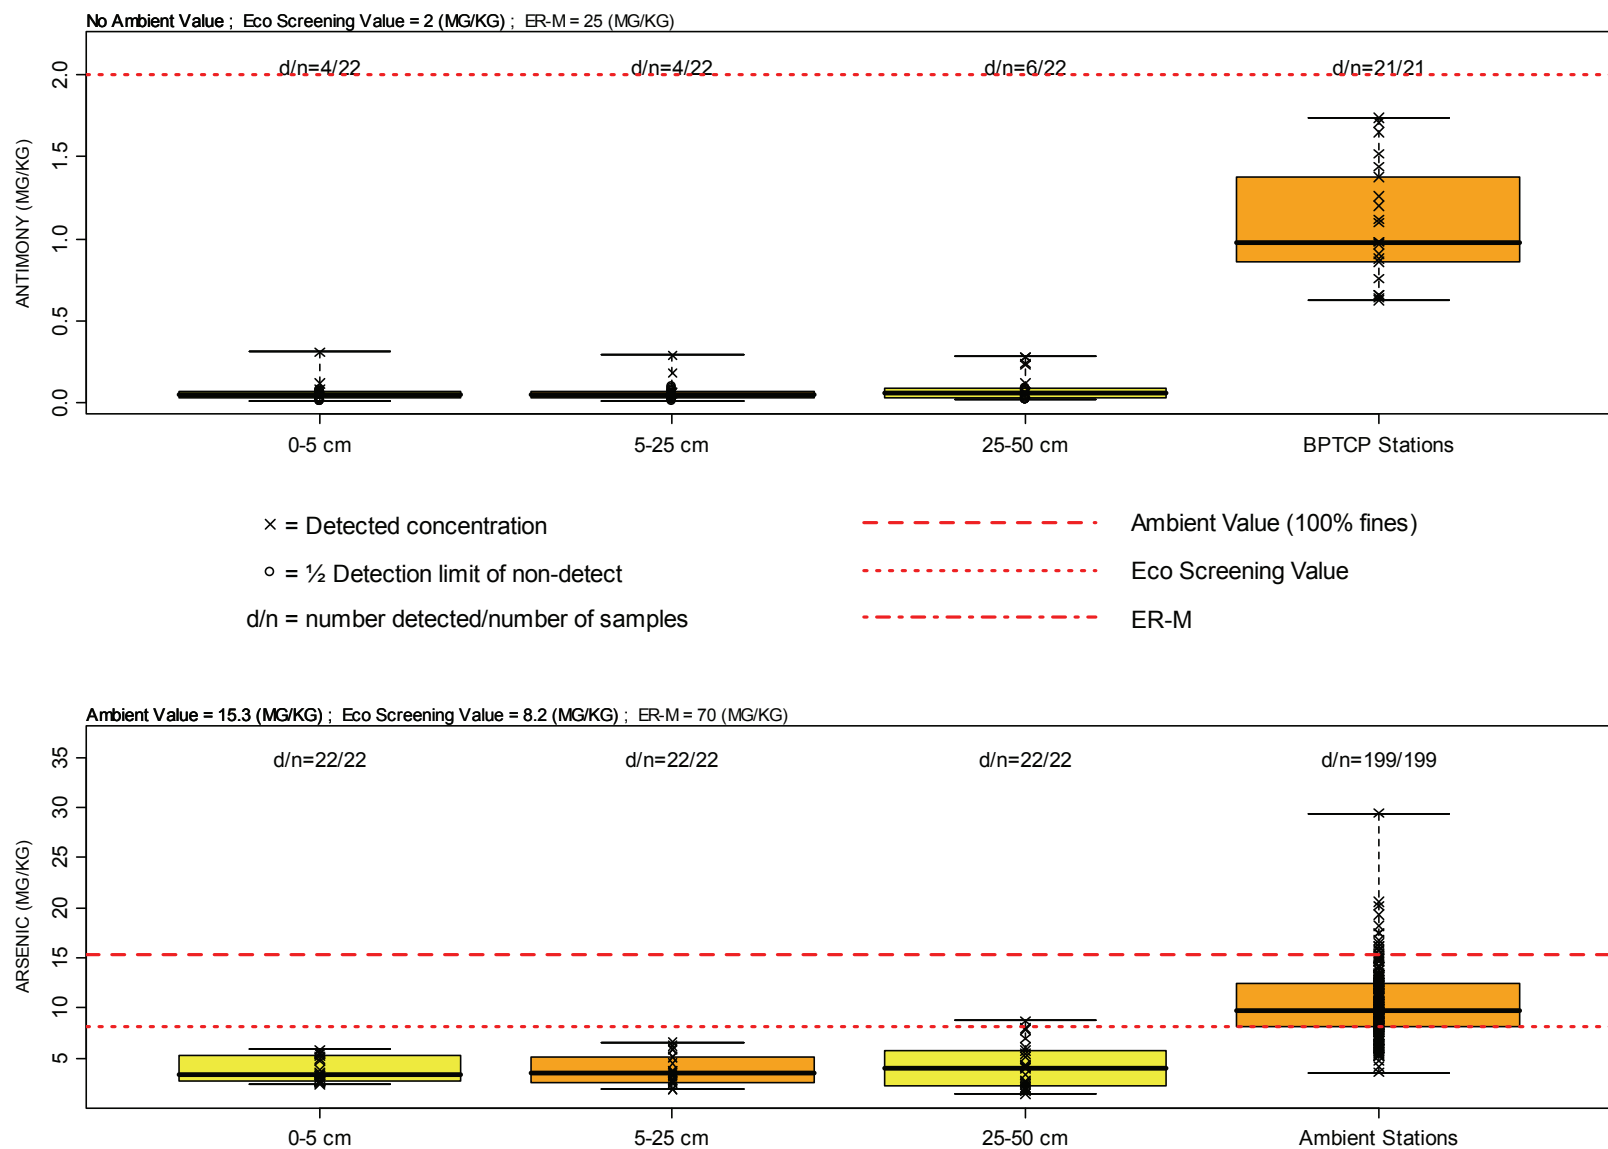 No Ambient Value ; Eco Screening Value = 2 (MG/KG) ; ER-M = 25 (MG/KG)
d/n=4/22 d/n=4/22 d/n=6/22 d/n=21/21
ANTIMONY (MG/KG)
2.0
1.5
1.0
0.5
0.0
0-5 cm 5-25 cm 25-50 cm BPTCP Stations
× = Detected concentration
o = ½ Detection limit of non-detect
d/n = number detected/number of samples
Ambient Value (100% fines)
Eco Screening Value
ER-M
Ambient Value = 15.3 (MG/KG) ; Eco Screening Value = 8.2 (MG/KG) ; ER-M = 70 (MG/KG)
d/n=22/22 d/n=22/22 d/n=22/22 d/n=199/199
ARSENIC (MG/KG)
35
30
25
20
15
10
5
0-5 cm 5-25 cm 25-50 cm Ambient Stations